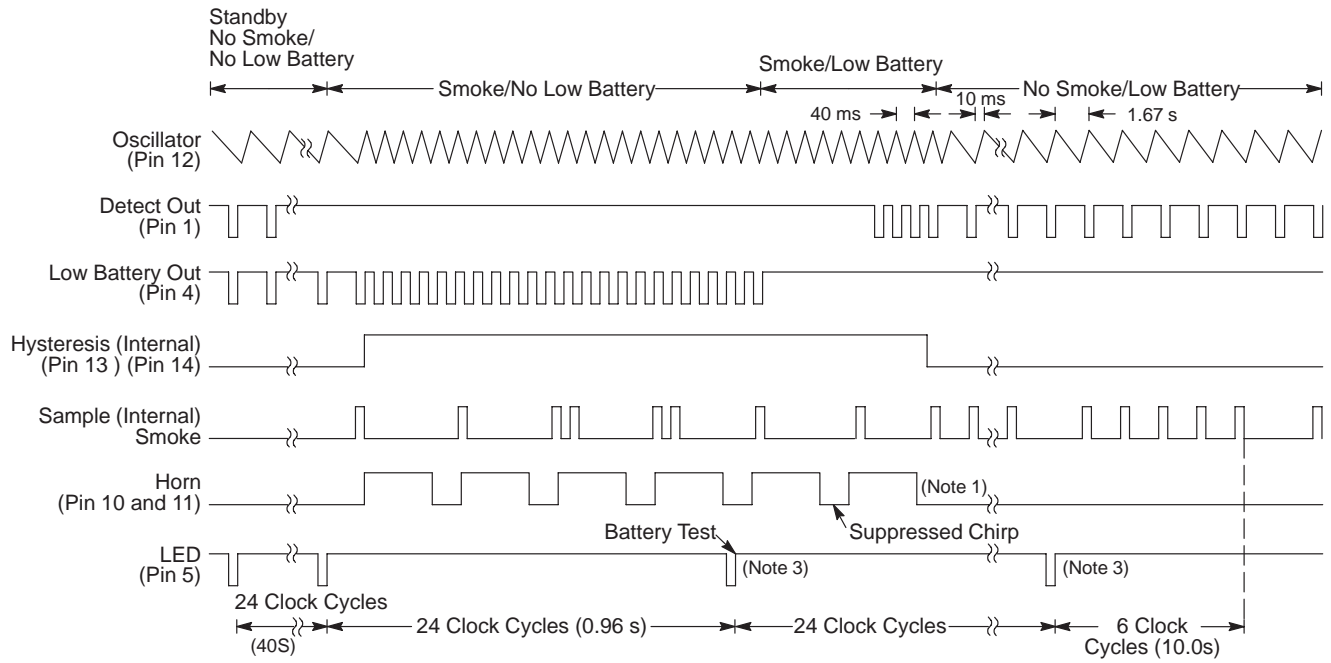 Standby
No Smoke/
No Low Battery
Smoke/No Low Battery
Smoke/Low Battery
No Smoke/Low Battery
40 ms
10 ms
1.67 s
Oscillator
(Pin 12)
Detect Out
(Pin 1)
Low Battery Out
(Pin 4)
Hysteresis (Internal)
(Pin 13 ) (Pin 14)
Sample (Internal)
Smoke
Horn
(Pin 10 and 11)
(Note 1)
Suppressed Chirp
Battery Test
LED
(Pin 5)
(Note 3)
(Note 3)
24 Clock Cycles
(40S)
24 Clock Cycles (0.96 s)
24 Clock Cycles
6 Clock
Cycles (10.0s)